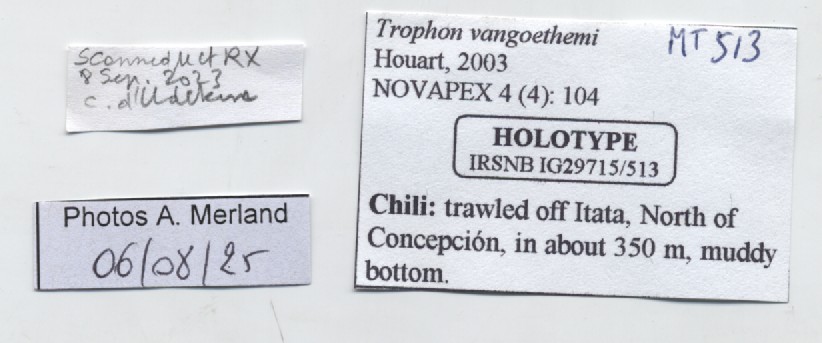 Scanned µct RX
8 Sep. 2023
c. d'Udekem
Photos A. Merland
06/08/25
Trophon vangoethemi
MT 513
Houart, 2003
NOVAPEX 4 (4): 104
HOLOTYPE
IRSNB IG29715/513
Chili: trawled off Itata, North of
Concepción, in about 350 m, muddy
bottom.